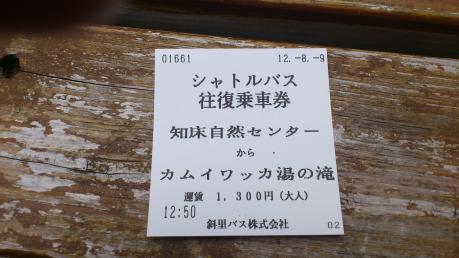 01661 12.-8.-9
シャトルバス
往復乗車券
知床自然センター
から
カムイワッカ湯の滝
運賃 1,300円(大人)
12:50
斜里バス株式会社
02